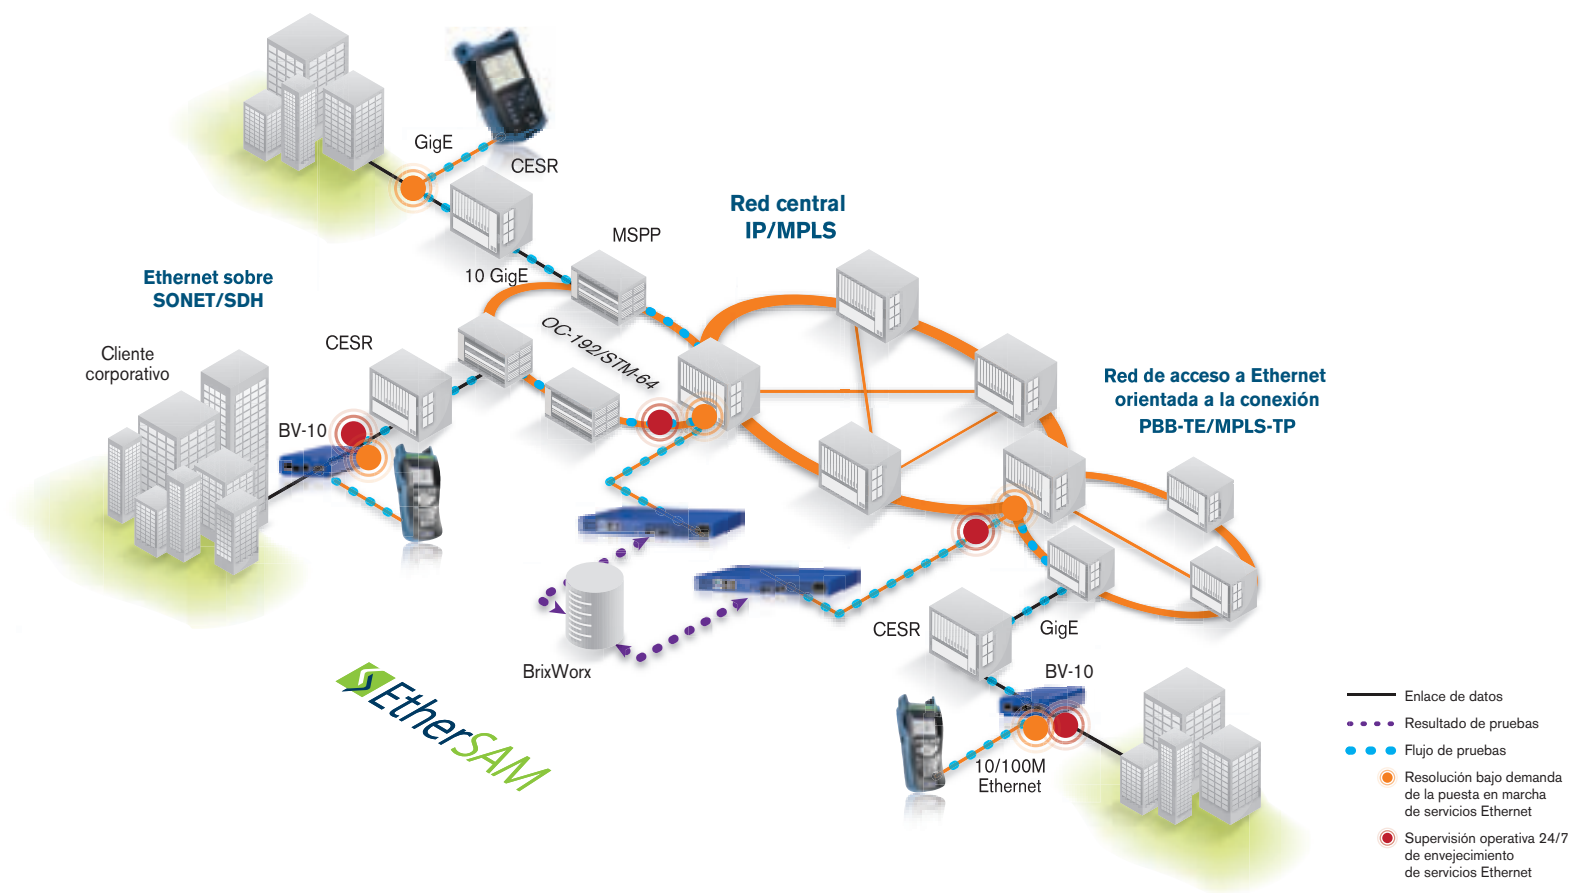 GigE
CESR
Red central
IP/MPLS
MSPP
10 GigE
Ethernet sobre
SONET/SDH
OC-192/STM-64
CESR
Cliente
corporativo
BV-10
Red de acceso a Ethernet
orientada a la conexión
PBB-TE/MPLS-TP
CESR
GigE
BrixWorx
BV-10
EtherSAM
10/100M
Ethernet
Enlace de datos
Resultado de pruebas
Flujo de pruebas
Resolución bajo demanda
de la puesta en marcha
de servicios Ethernet
Supervisión operativa 24/7
de envejecimiento
de servicios Ethernet